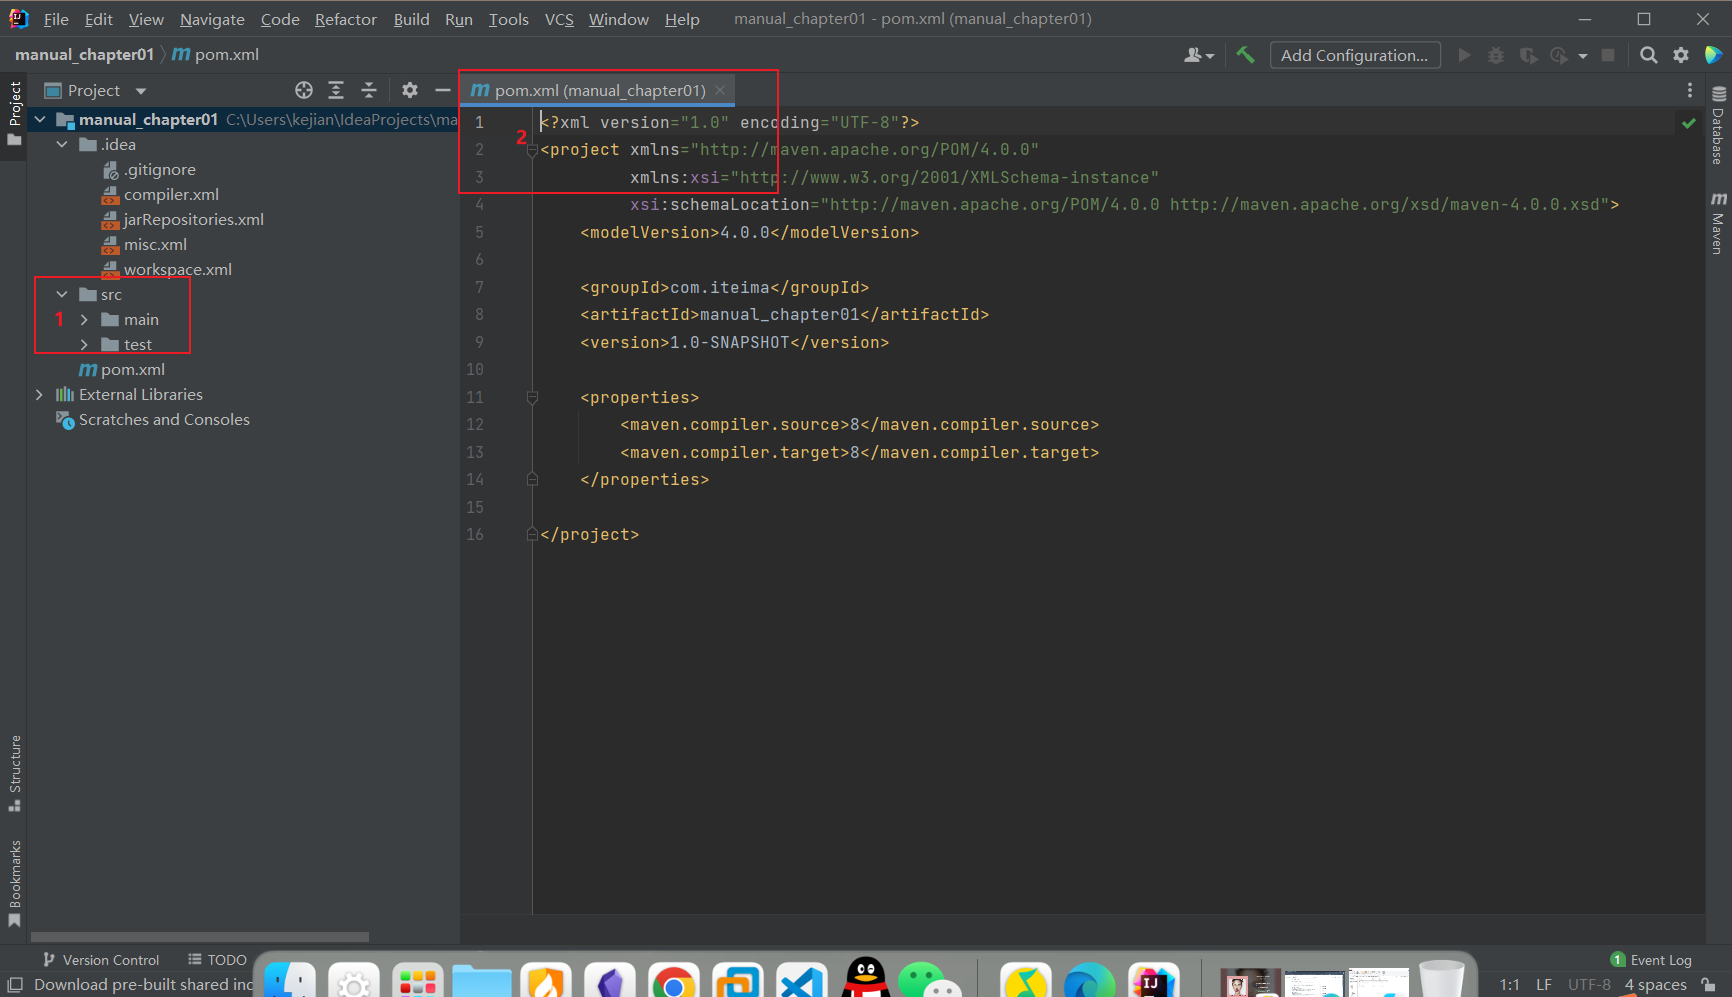 File Edit View Navigate Code Refactor Build Run Tools VCS Window Help manual_chapter01 - pom.xml (manual_chapter01)
manual_chapter01 pom.xml Add Configuration...
Project
Project
pom.xml (manual_chapter01)
manual_chapter01 C:\Users\kejian\IdeaProjects\ma
.idea
.gitignore
compiler.xml
jarRepositories.xml
misc.xml
workspace.xml
src
1
main
test
pom.xml
External Libraries
Scratches and Consoles
2
1 <?xml version="1.0" encoding="UTF-8"?>
2 <project xmlns="http://maven.apache.org/POM/4.0.0"
3 xmlns:xsi="http://www.w3.org/2001/XMLSchema-instance"
4 xsi:schemaLocation="http://maven.apache.org/POM/4.0.0 http://maven.apache.org/xsd/maven-4.0.0.xsd">
5 <modelVersion>4.0.0</modelVersion>
6
7 <groupId>com.iteima</groupId>
8 <artifactId>manual_chapter01</artifactId>
9 <version>1.0-SNAPSHOT</version>
10
11 <properties>
12 <maven.compiler.source>8</maven.compiler.source>
13 <maven.compiler.target>8</maven.compiler.target>
14 </properties>
15
16 </project>
Database
Maven
Structure
Bookmarks
Version Control TODO
1 Event Log
Download pre-built shared ind
IJ
1:1 LF UTF-8 4 spaces